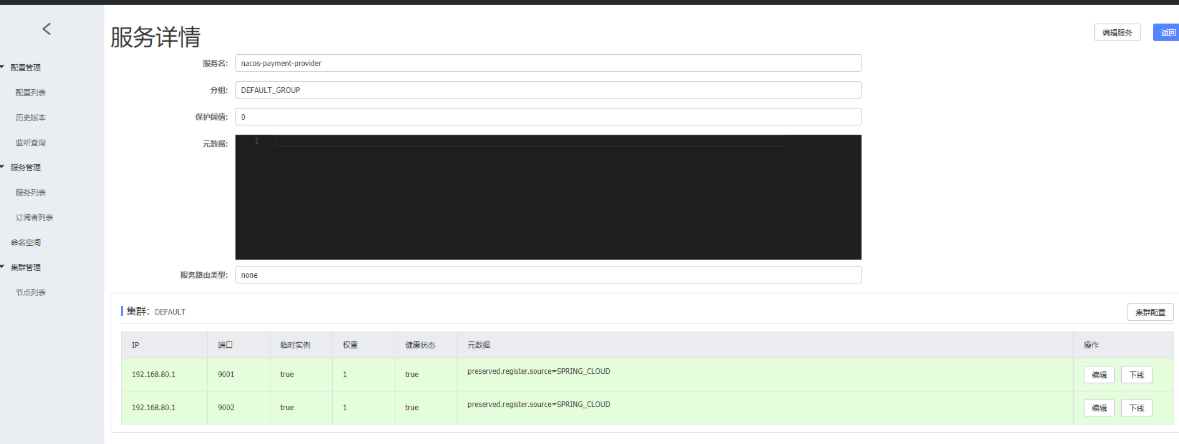 服务详情
编辑服务
返回
配置管理
配置列表
历史版本
监听查询
服务管理
服务列表
订阅者列表
命名空间
集群管理
节点列表
服务名: nacos-payment-provider
分组: DEFAULT_GROUP
保护阈值: 0
元数据: 1
服务路由类型: none
集群: DEFAULT
集群配置
IP 端口 临时实例 权重 健康状态 元数据 操作
192.168.80.1 9001 true 1 true preserved.register.source=SPRING_CLOUD 编辑 下线
192.168.80.1 9002 true 1 true preserved.register.source=SPRING_CLOUD 编辑 下线